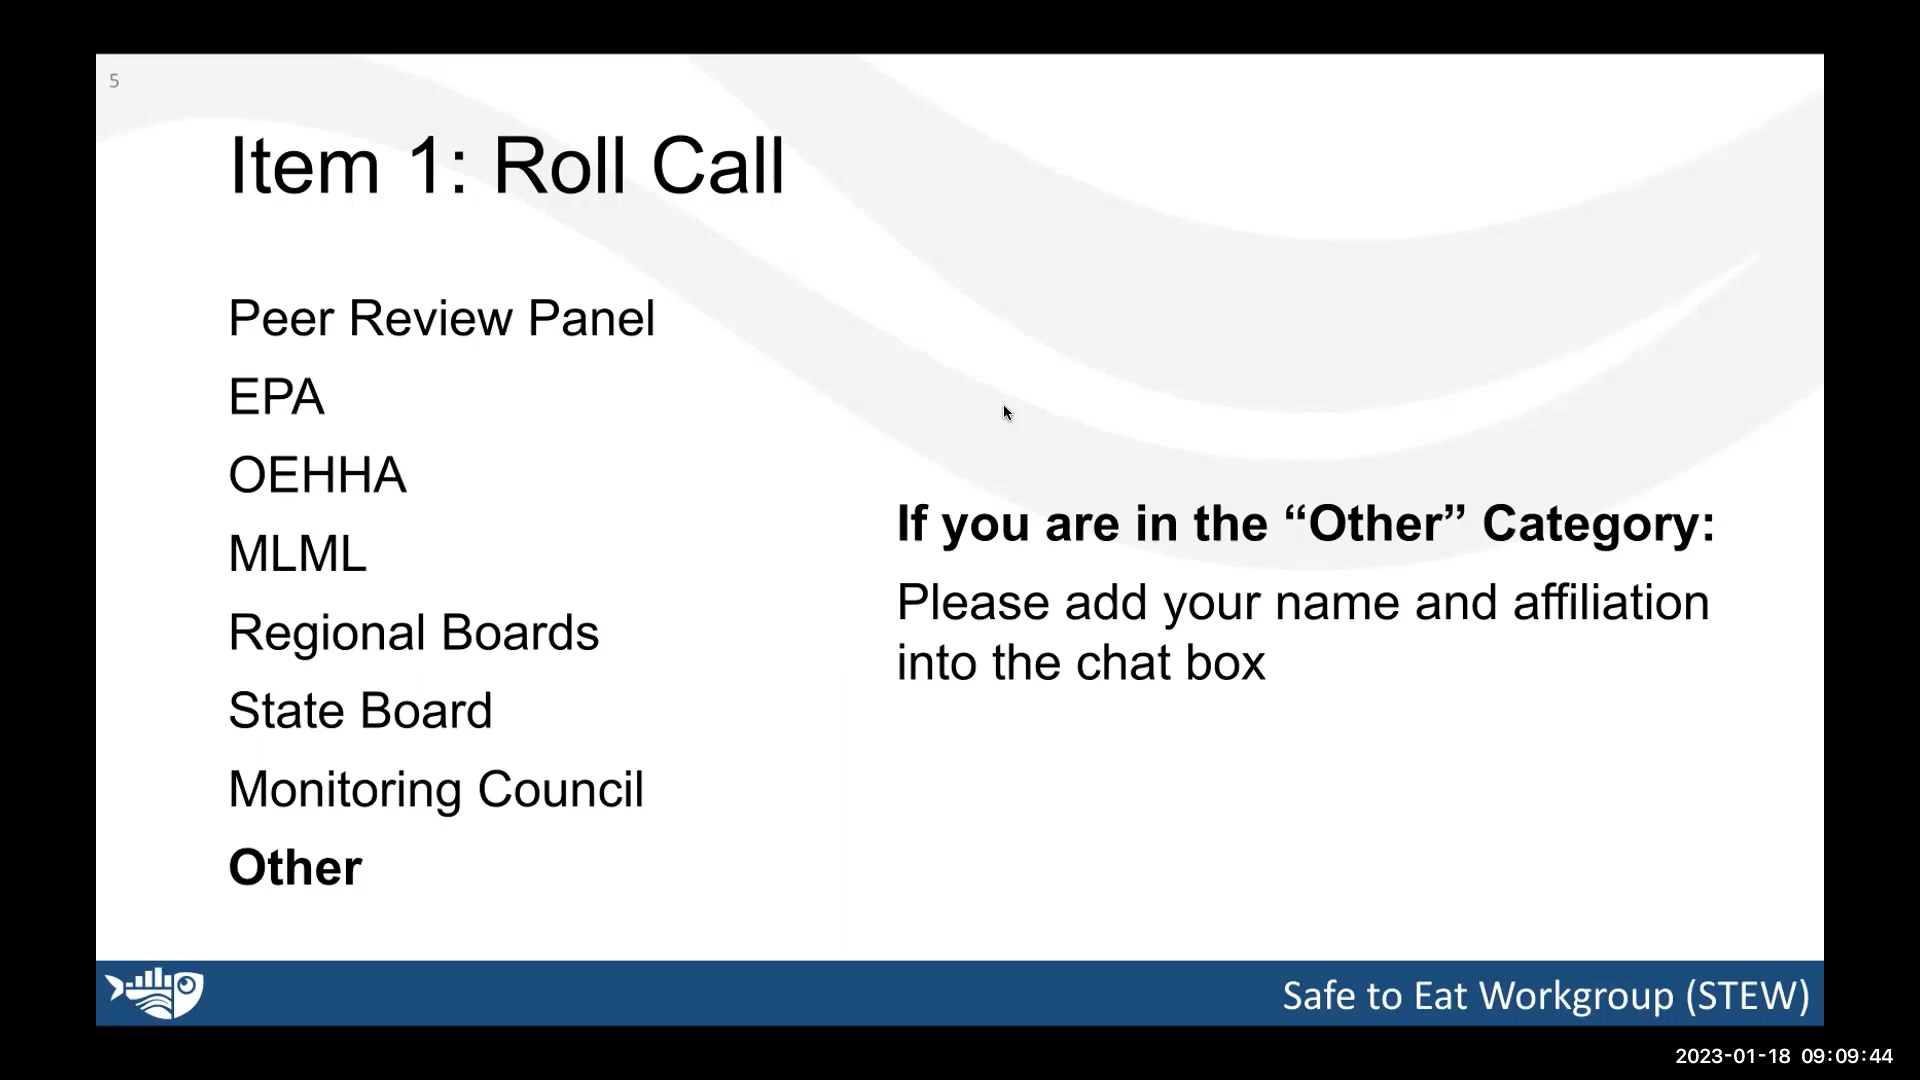 5
Item 1: Roll Call
Peer Review Panel
EPA
OEHHA
MLML
Regional Boards
State Board
Monitoring Council
Other
If you are in the “Other” Category:
Please add your name and affiliation
into the chat box
Safe to Eat Workgroup (STEW)
2023-01-18 09:09:44